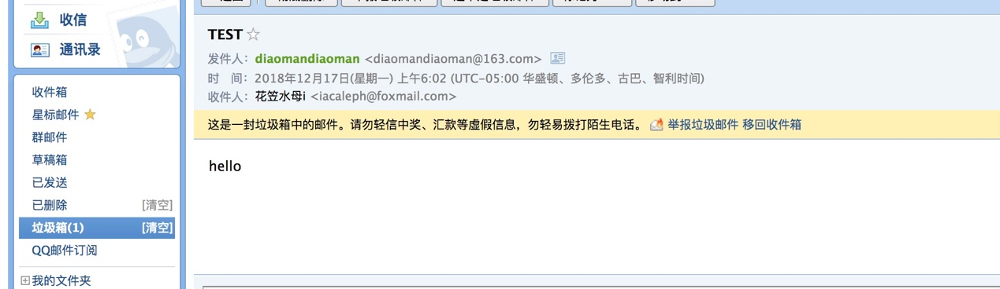 收信
通讯录
收件箱
星标邮件
群邮件
草稿箱
已发送
已删除 [清空]
垃圾箱(1) [清空]
QQ邮件订阅
我的文件夹
TEST
发件人: diaomandiaoman <diaomandiaoman@163.com>
时 间: 2018年12月17日(星期一) 上午6:02 (UTC-05:00 华盛顿、多伦多、古巴、智利时间)
收件人: 花笠水母i <iacaleph@foxmail.com>
这是一封垃圾箱中的邮件。请勿轻信中奖、汇款等虚假信息，勿轻易拨打陌生电话。 举报垃圾邮件 移回收件箱
hello